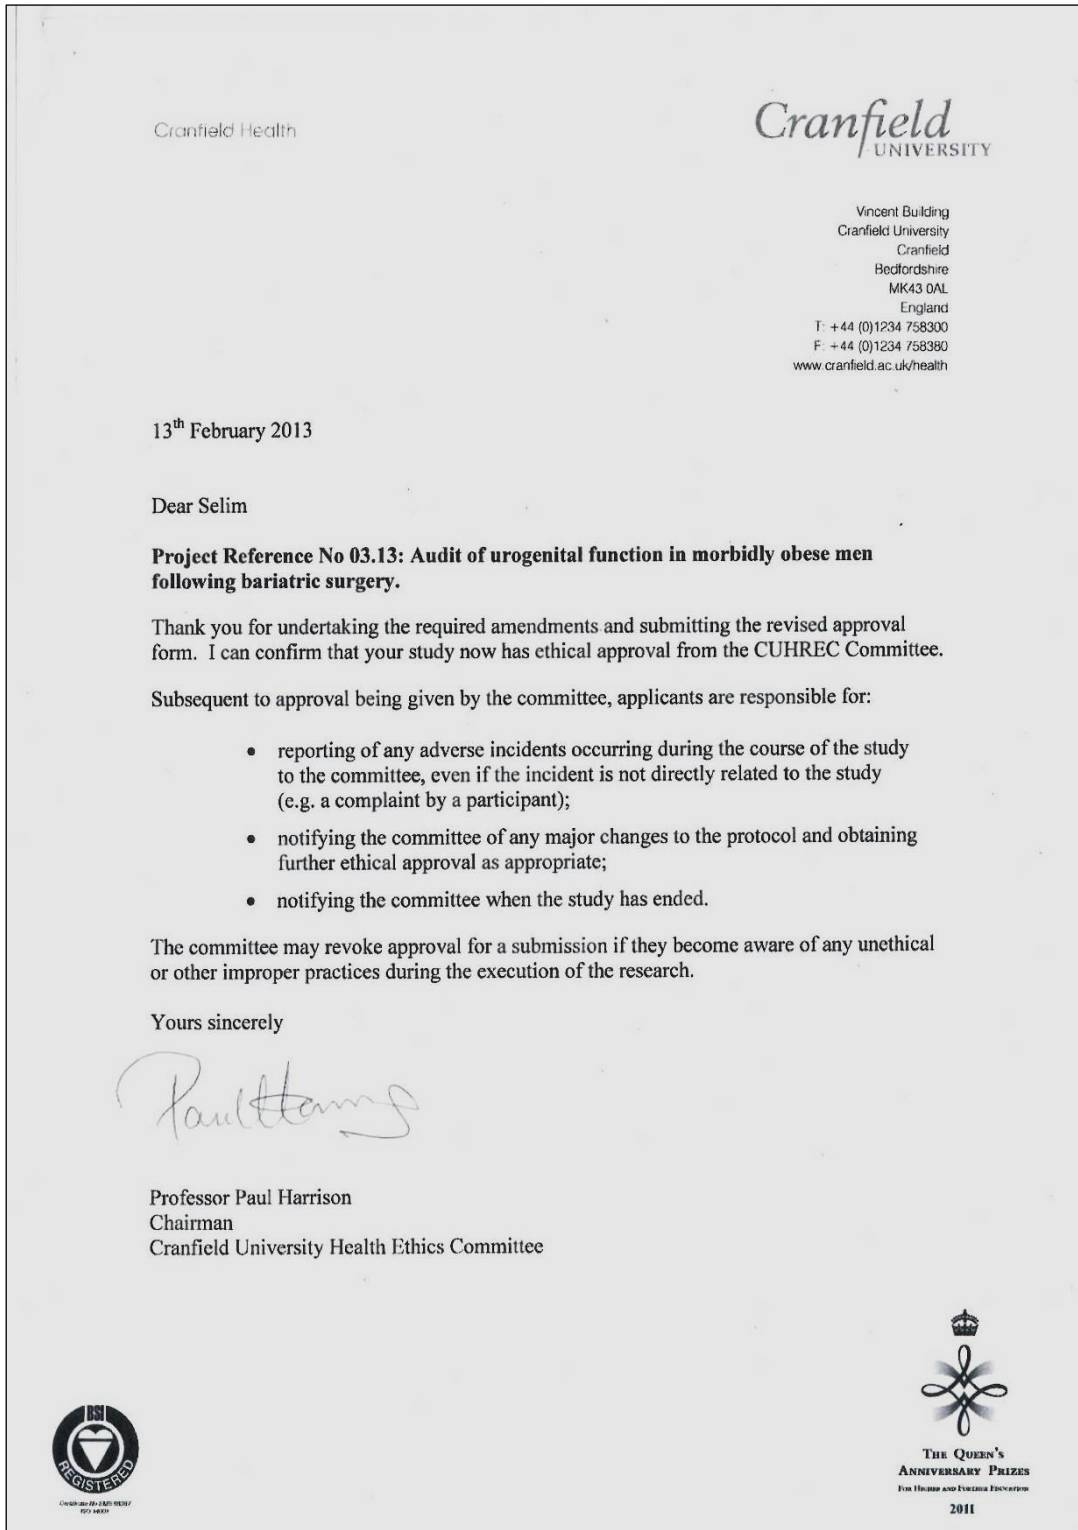 Cranfield Health
Cranfield
UNIVERSITY
Vincent Building
Cranfield University
Cranfield
Bedfordshire
MK43 0AL
England
T: +44 (0)1234 758300
F: +44 (0)1234 758380
www.cranfield.ac.uk/health
13th February 2013
Dear Selim
Project Reference No 03.13: Audit of urogenital function in morbidly obese men
following bariatric surgery.
Thank you for undertaking the required amendments and submitting the revised approval
form. I can confirm that your study now has ethical approval from the CUHREC Committee.
Subsequent to approval being given by the committee, applicants are responsible for:
• reporting of any adverse incidents occurring during the course of the study
to the committee, even if the incident is not directly related to the study
(e.g. a complaint by a participant);
• notifying the committee of any major changes to the protocol and obtaining
further ethical approval as appropriate;
• notifying the committee when the study has ended.
The committee may revoke approval for a submission if they become aware of any unethical
or other improper practices during the execution of the research.
Yours sincerely
Professor Paul Harrison
Chairman
Cranfield University Health Ethics Committee
BSI
REGISTERED
THE QUEEN'S
ANNIVERSARY PRIZES
FOR HIGHER AND FURTHER EDUCATION
2011